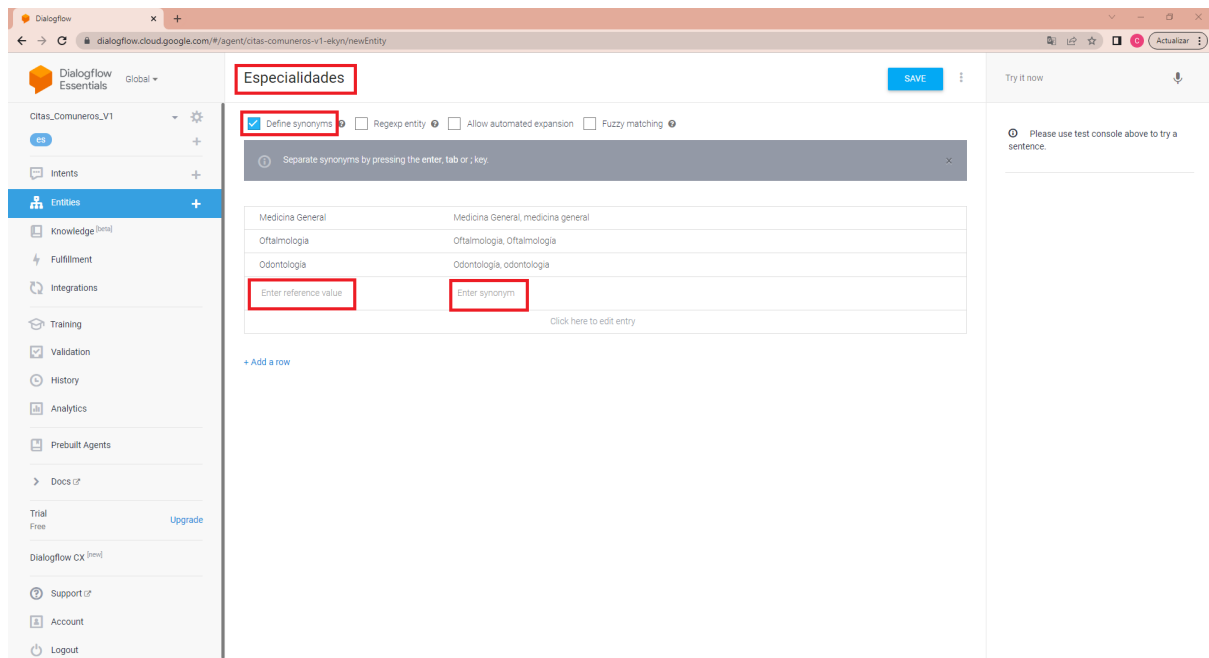 Dialogflow
dialogflow.cloud.google.com/#/agent/citas-comuneros-v1-ekyn/newEntity
C
Actualizar
Dialogflow
Essentials
Global
Especialidades
SAVE
Try it now
Citas_Comuneros_V1
es
Define synonyms
Regexp entity
Allow automated expansion
Fuzzy matching
Please use test console above to try a
sentence.
Separate synonyms by pressing the enter, tab or ; key.
Intents
Entities
Knowledge [beta]
Fulfillment
Integrations
Training
Validation
History
Analytics
Prebuilt Agents
Docs
Trial
Free
Upgrade
Dialogflow CX [new]
Support
Account
Logout
Medicina General
Medicina General, medicina general
Oftalmologia
Oftalmologia, Oftalmología
Odontología
Odontología, odontologia
Enter reference value
Enter synonym
Click here to edit entry
+ Add a row